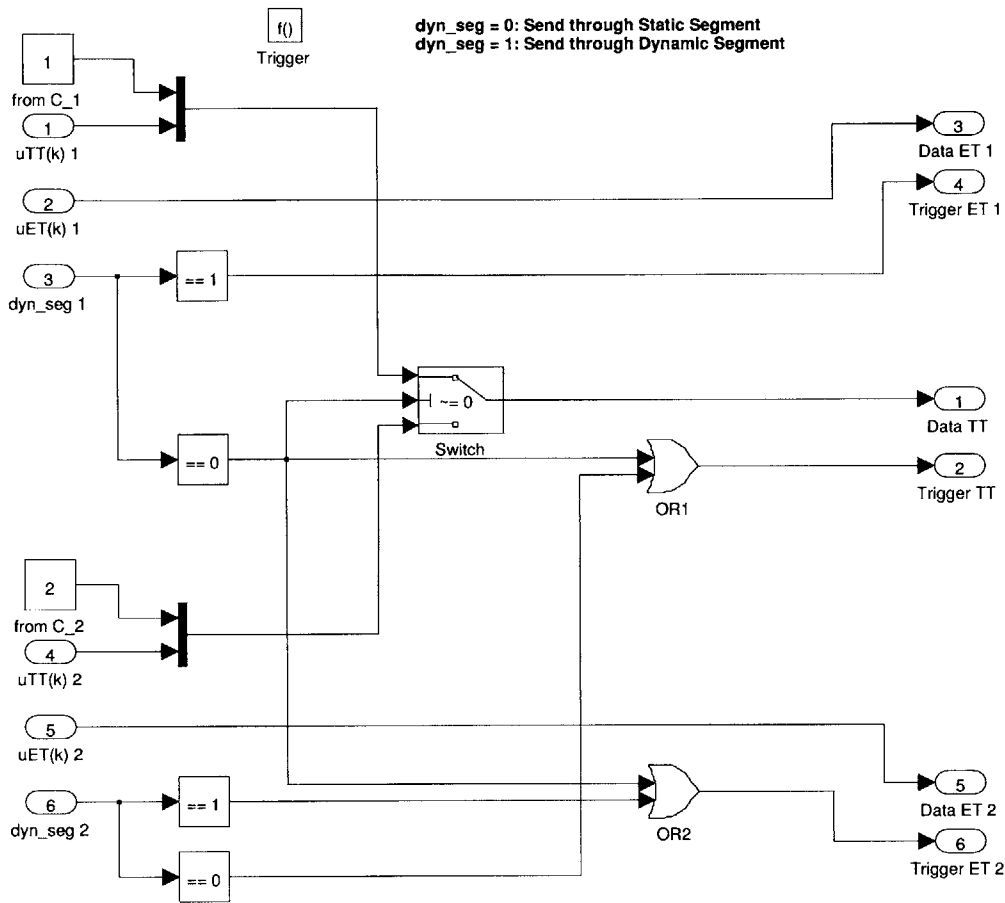 f()
Trigger
dyn_seg = 0: Send through Static Segment
dyn_seg = 1: Send through Dynamic Segment
1
from C_1
1
uTT(k) 1
2
uET(k) 1
3
dyn_seg 1
== 1
== 0
~= 0
Switch
3
Data ET 1
4
Trigger ET 1
1
Data TT
2
Trigger TT
OR1
2
from C_2
4
uTT(k) 2
5
uET(k) 2
6
dyn_seg 2
== 1
== 0
OR2
5
Data ET 2
6
Trigger ET 2